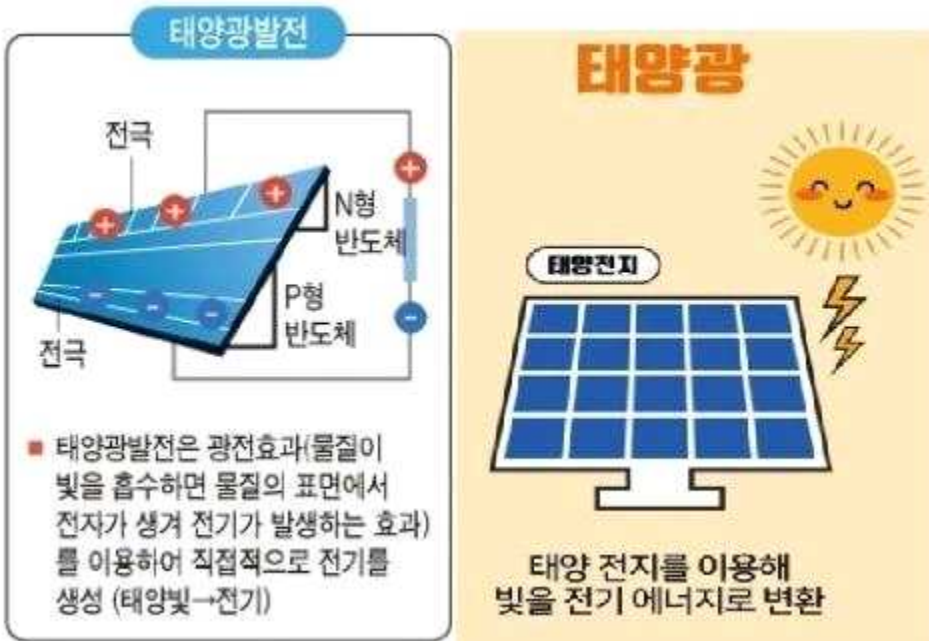 태양광발전
전극
N형
반도체
P형
반도체
전극
태양광발전은 광전효과(물질이
빛을 흡수하면 물질의 표면에서
전자가 생겨 전기가 발생하는 효과)
를 이용하여 직접적으로 전기를
생성 (태양빛→전기)
태양광
태양전지
태양 전지를 이용해
빛을 전기 에너지로 변환